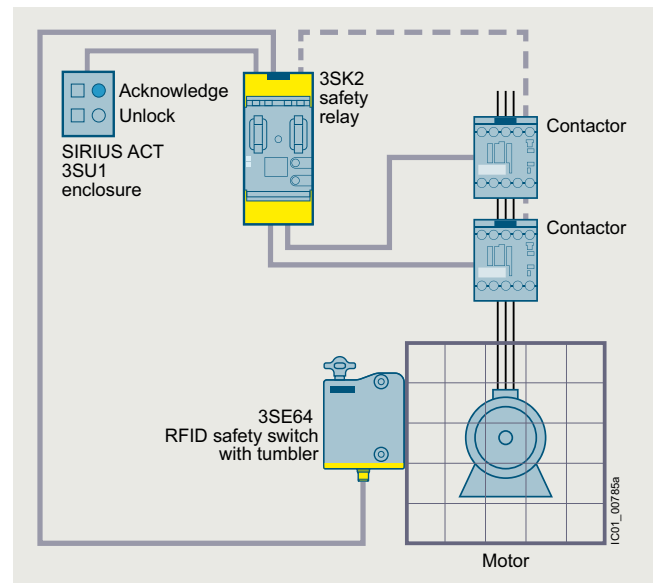 Acknowledge
Unlock
SIRIUS ACT
3SU1
enclosure
3SK2
safety
relay
Contactor
Contactor
3SE64
RFID safety switch
with tumbler
Motor
IC01_00785a